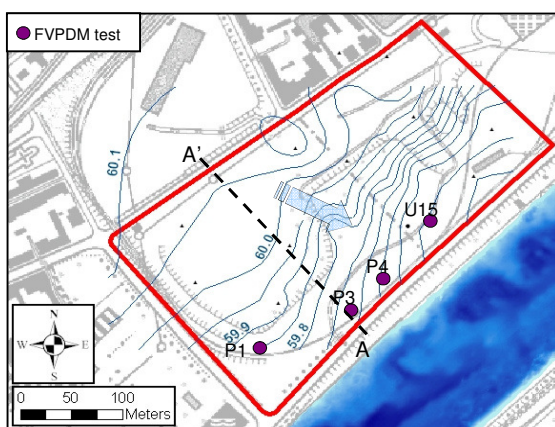 FVPDM test
60.1
A'
U15
60.0
P4
P3
59.9
59.8
P1
A
N
W E
S
0 50 100
Meters